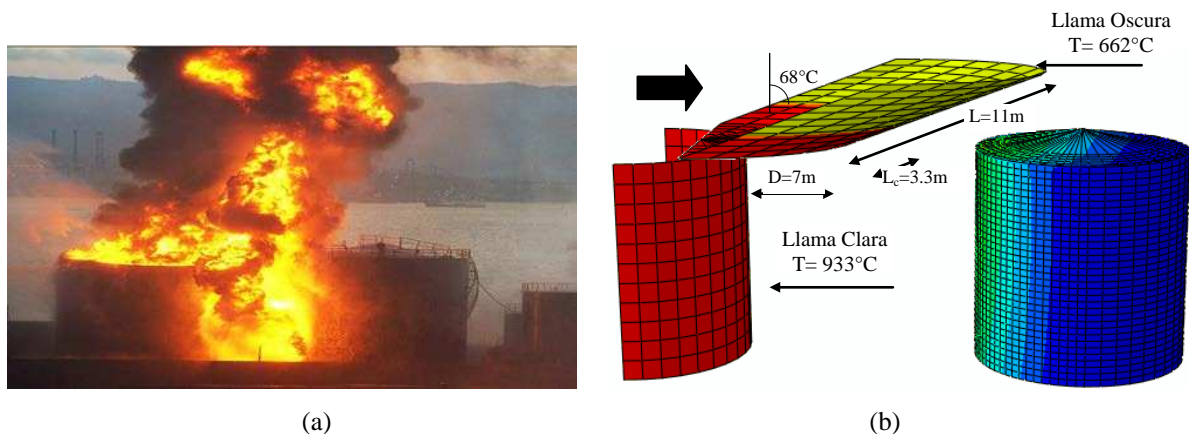 Llama Oscura
T= 662°C
68°C
L=11m
D=7m
Lc=3.3m
Llama Clara
T= 933°C
(a)
(b)